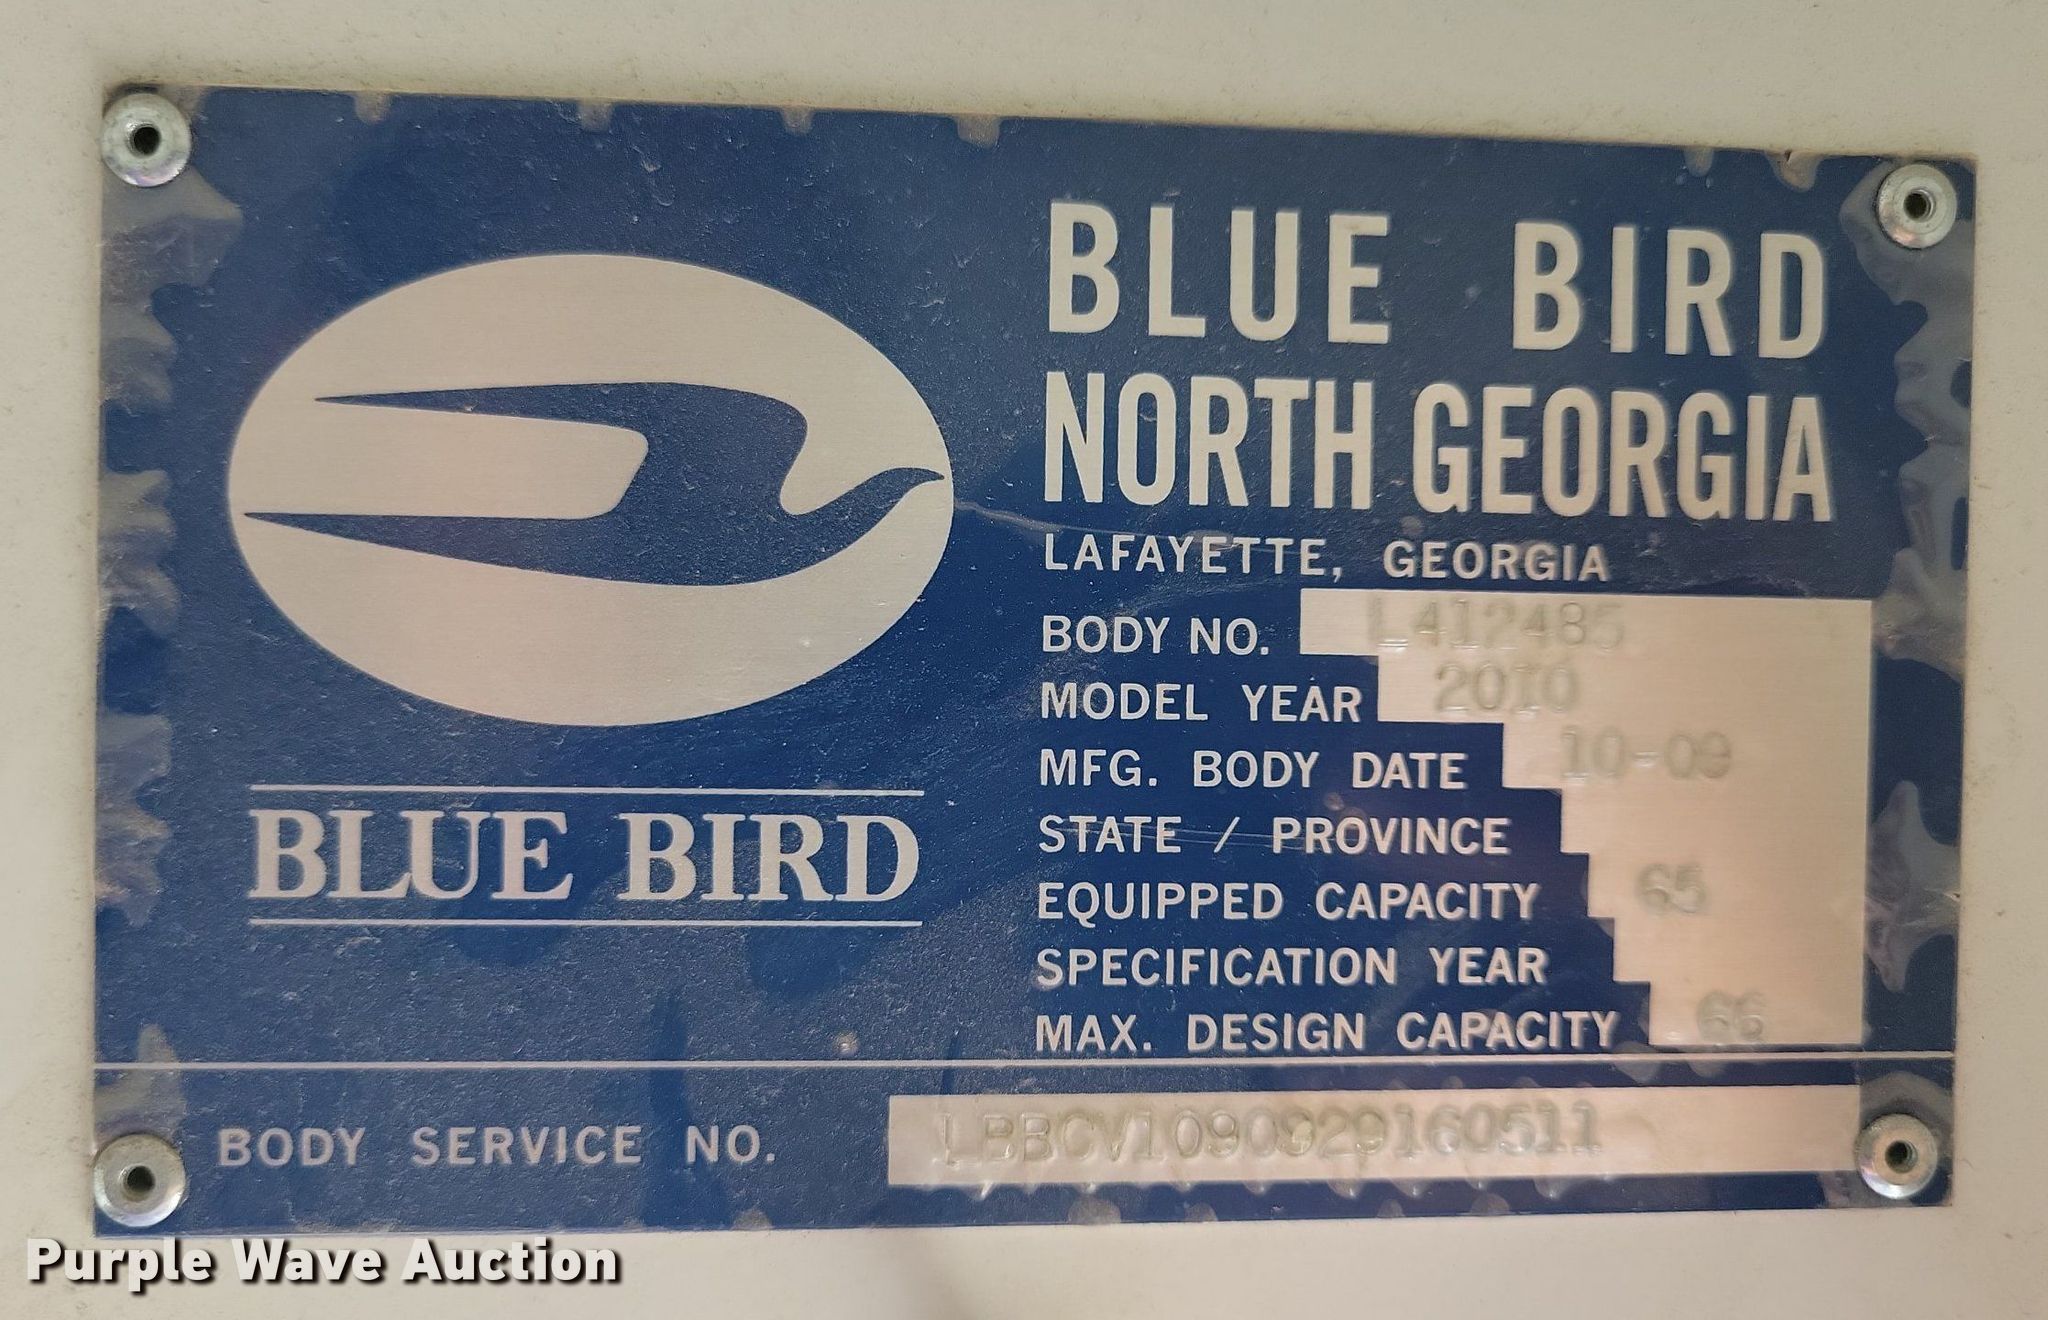 BLUE BIRD
NORTH GEORGIA
LAFAYETTE, GEORGIA
BODY NO. L412485
MODEL YEAR 2010
MFG. BODY DATE 10-09
STATE / PROVINCE
EQUIPPED CAPACITY 65
SPECIFICATION YEAR
MAX. DESIGN CAPACITY 66
BLUE BIRD
BODY SERVICE NO. LBBCV1090929160511
Purple Wave Auction